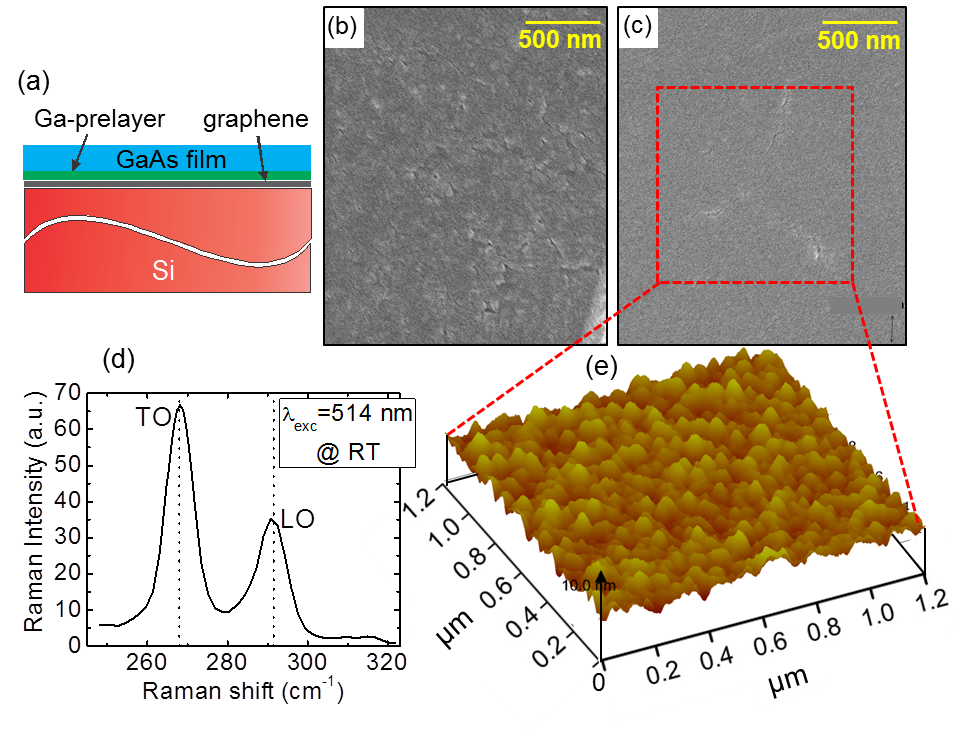 (a)
Ga-prelayer graphene
GaAs film
Si
(b)
500 nm
(c)
500 nm
(d)
70
60
50
40
30
20
10
0
Raman Intensity (a.u.)
TO
LO
λexc=514 nm
@ RT
260 280 300 320
Raman shift (cm-1)
(e)
10.0 nm
1.2
1.0
0.8
0.6
0.4
0.2
µm
0
0.2 0.4 0.6 0.8 1.0 1.2
µm